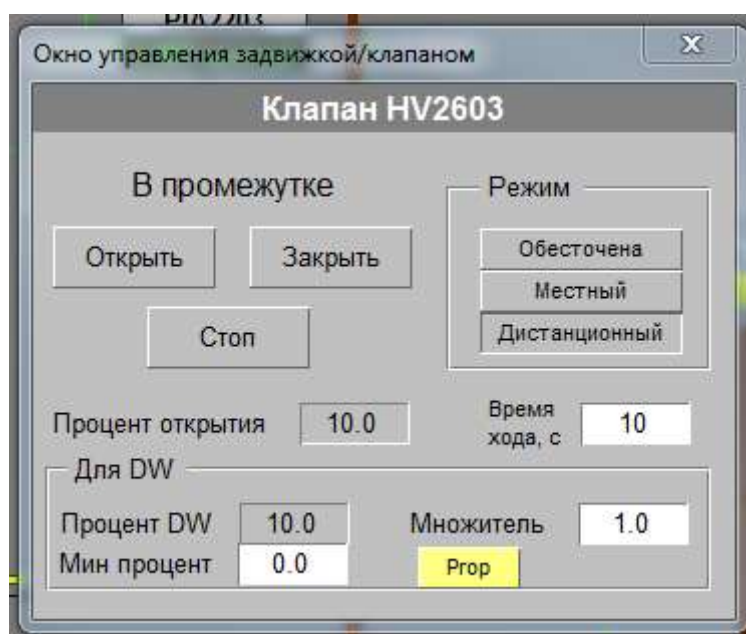 PIA2203
Окно управления задвижкой/клапаном
Клапан HV2603
В промежутке
Режим
Открыть
Закрыть
Обесточена
Местный
Стоп
Дистанционный
Процент открытия 10.0
Время хода, с 10
Для DW
Процент DW 10.0
Множитель 1.0
Мин процент 0.0
Prop